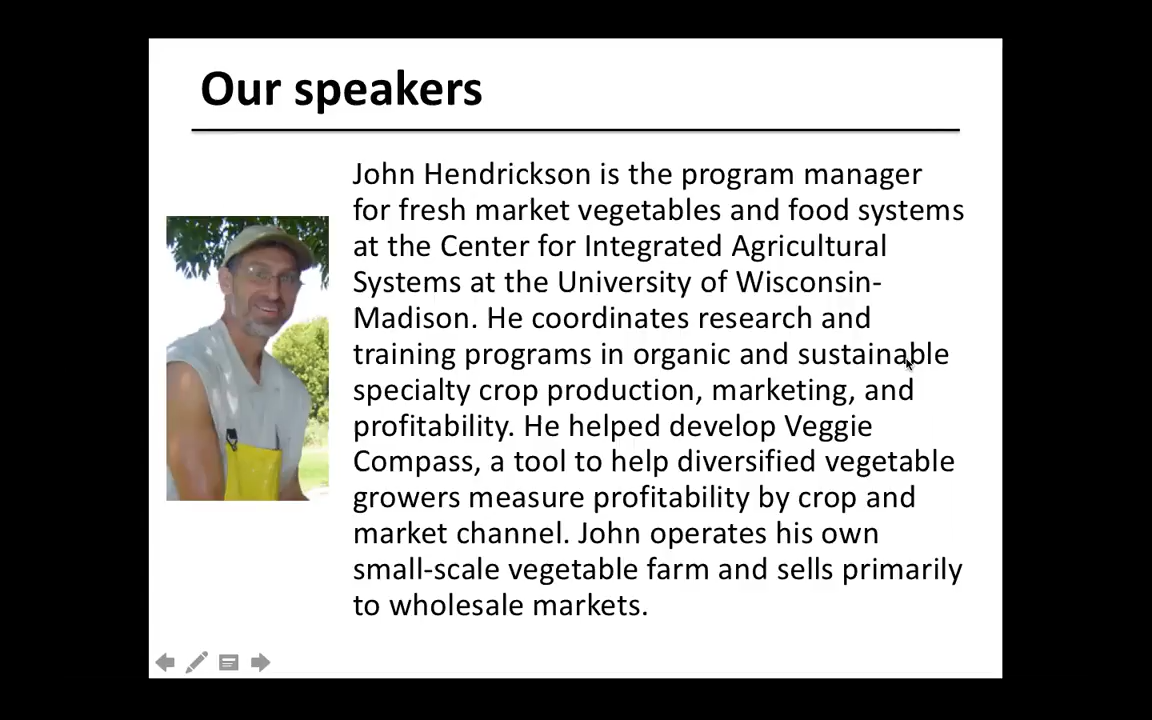 Our speakers
John Hendrickson is the program manager
for fresh market vegetables and food systems
at the Center for Integrated Agricultural
Systems at the University of Wisconsin-
Madison. He coordinates research and
training programs in organic and sustainable
specialty crop production, marketing, and
profitability. He helped develop Veggie
Compass, a tool to help diversified vegetable
growers measure profitability by crop and
market channel. John operates his own
small-scale vegetable farm and sells primarily
to wholesale markets.